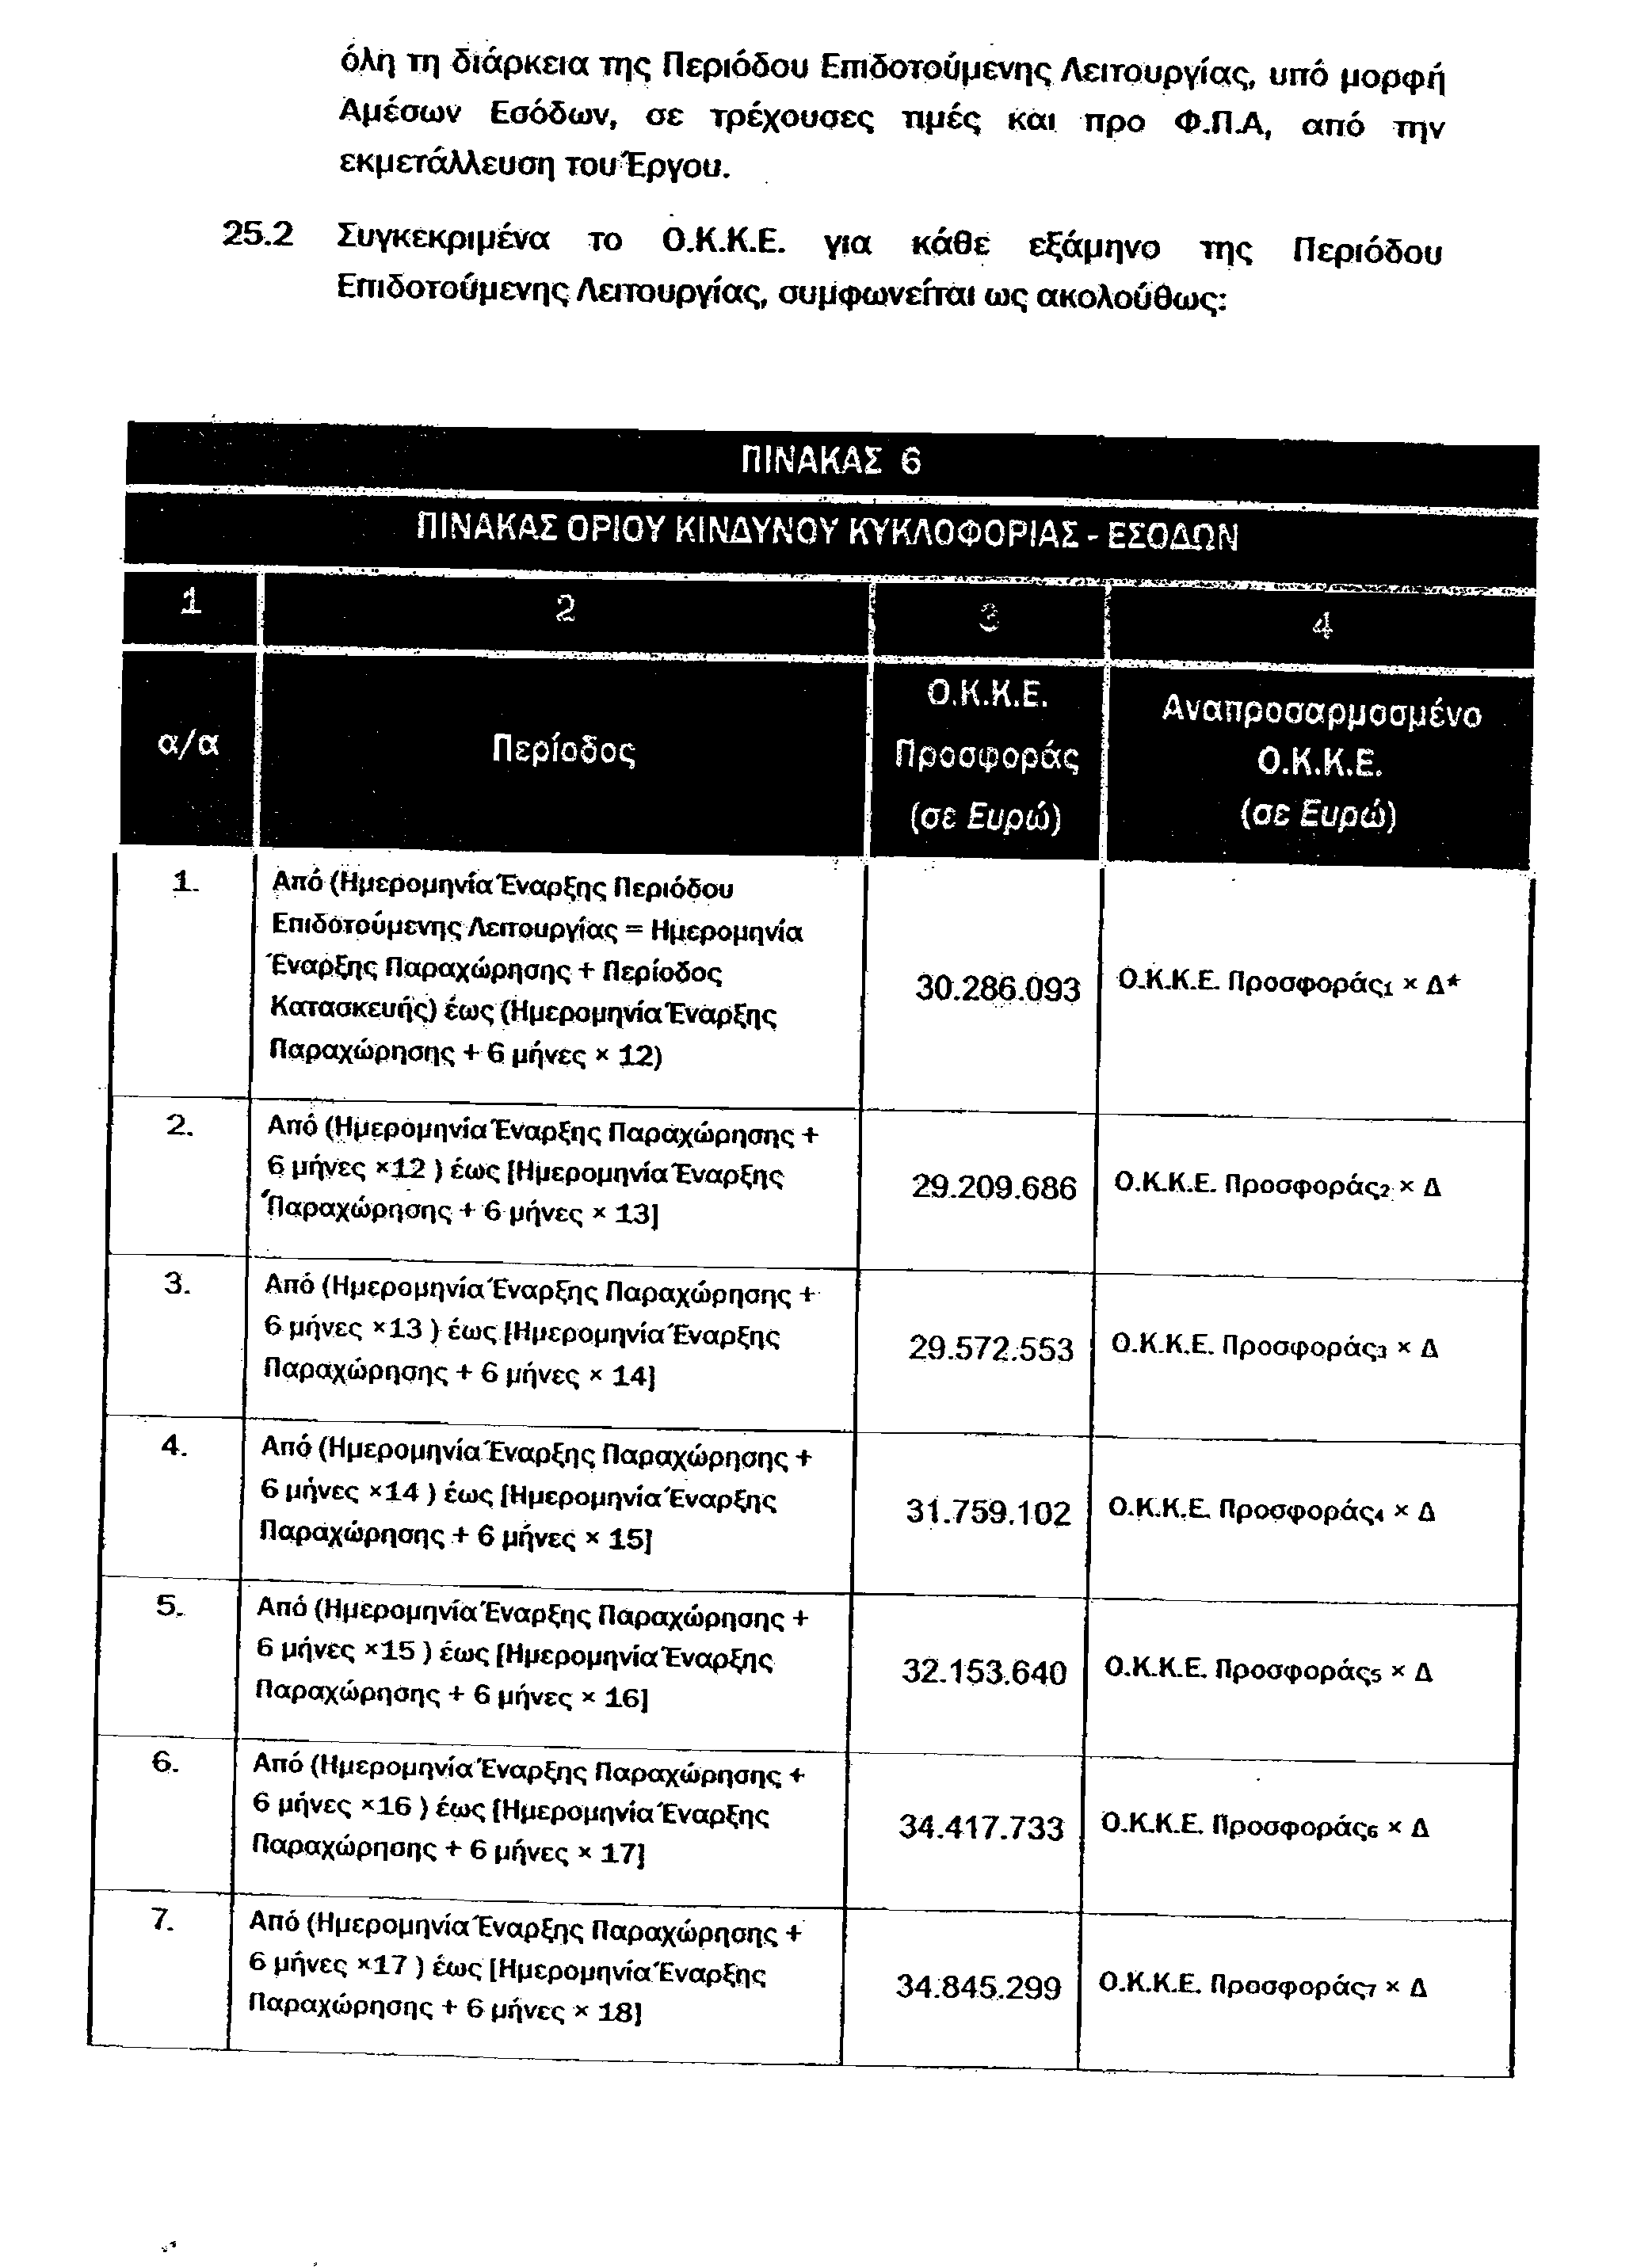 όλη τη διάρκεια της Περιόδου Επιδοτούμενης Λειτουργίας, υπό μορφή
Αμέσων Εσόδων, σε τρέχουσες τιμές και προ Φ.Π.Α, από την
εκμετάλλευση του Έργου.
25.2 Συγκεκριμένα το Ο.Κ.Κ.Ε. για κάθε εξάμηνο της Περιόδου
Επιδοτούμενης Λειτουργίας, συμφωνείται ως ακολούθως:
ΠΙΝΑΚΑΣ 6
ΠΙΝΑΚΑΣ ΟΡΙΟΥ ΚΙΝΔΥΝΟΥ ΚΥΚΛΟΦΟΡΙΑΣ - ΕΣΟΔΩΝ
1 2 3 4
α/α
Περίοδος
Ο.Κ.Κ.Ε.
Προσφοράς
(σε Ευρώ)
Αναπροσαρμοσμένο
Ο.Κ.Κ.Ε.
(σε Ευρώ)
1.
Από (Ημερομηνία Έναρξης Περιόδου
Επιδοτούμενης Λειτουργίας = Ημερομηνία
Έναρξης Παραχώρησης + Περίοδος
Κατασκευής) έως (Ημερομηνία Έναρξης
Παραχώρησης + 6 μήνες × 12)
30.286.093
Ο.Κ.Κ.Ε. Προσφοράς₁ × Δ*
2.
Από (Ημερομηνία Έναρξης Παραχώρησης +
6 μήνες ×12 ) έως [Ημερομηνία Έναρξης
Παραχώρησης + 6 μήνες × 13]
29.209.686
Ο.Κ.Κ.Ε. Προσφοράς₂ × Δ
3.
Από (Ημερομηνία Έναρξης Παραχώρησης +
6 μήνες ×13 ) έως [Ημερομηνία Έναρξης
Παραχώρησης + 6 μήνες × 14]
29.572.553
Ο.Κ.Κ.Ε. Προσφοράς₃ × Δ
4.
Από (Ημερομηνία Έναρξης Παραχώρησης +
6 μήνες ×14 ) έως [Ημερομηνία Έναρξης
Παραχώρησης + 6 μήνες × 15]
31.759.102
Ο.Κ.Κ.Ε. Προσφοράς₄ × Δ
5.
Από (Ημερομηνία Έναρξης Παραχώρησης +
6 μήνες ×15 ) έως [Ημερομηνία Έναρξης
Παραχώρησης + 6 μήνες × 16]
32.153.640
Ο.Κ.Κ.Ε. Προσφοράς₅ × Δ
6.
Από (Ημερομηνία Έναρξης Παραχώρησης +
6 μήνες ×16 ) έως [Ημερομηνία Έναρξης
Παραχώρησης + 6 μήνες × 17]
34.417.733
Ο.Κ.Κ.Ε. Προσφοράς₆ × Δ
7.
Από (Ημερομηνία Έναρξης Παραχώρησης +
6 μήνες ×17 ) έως [Ημερομηνία Έναρξης
Παραχώρησης + 6 μήνες × 18]
34.845.299
Ο.Κ.Κ.Ε. Προσφοράς₇ × Δ